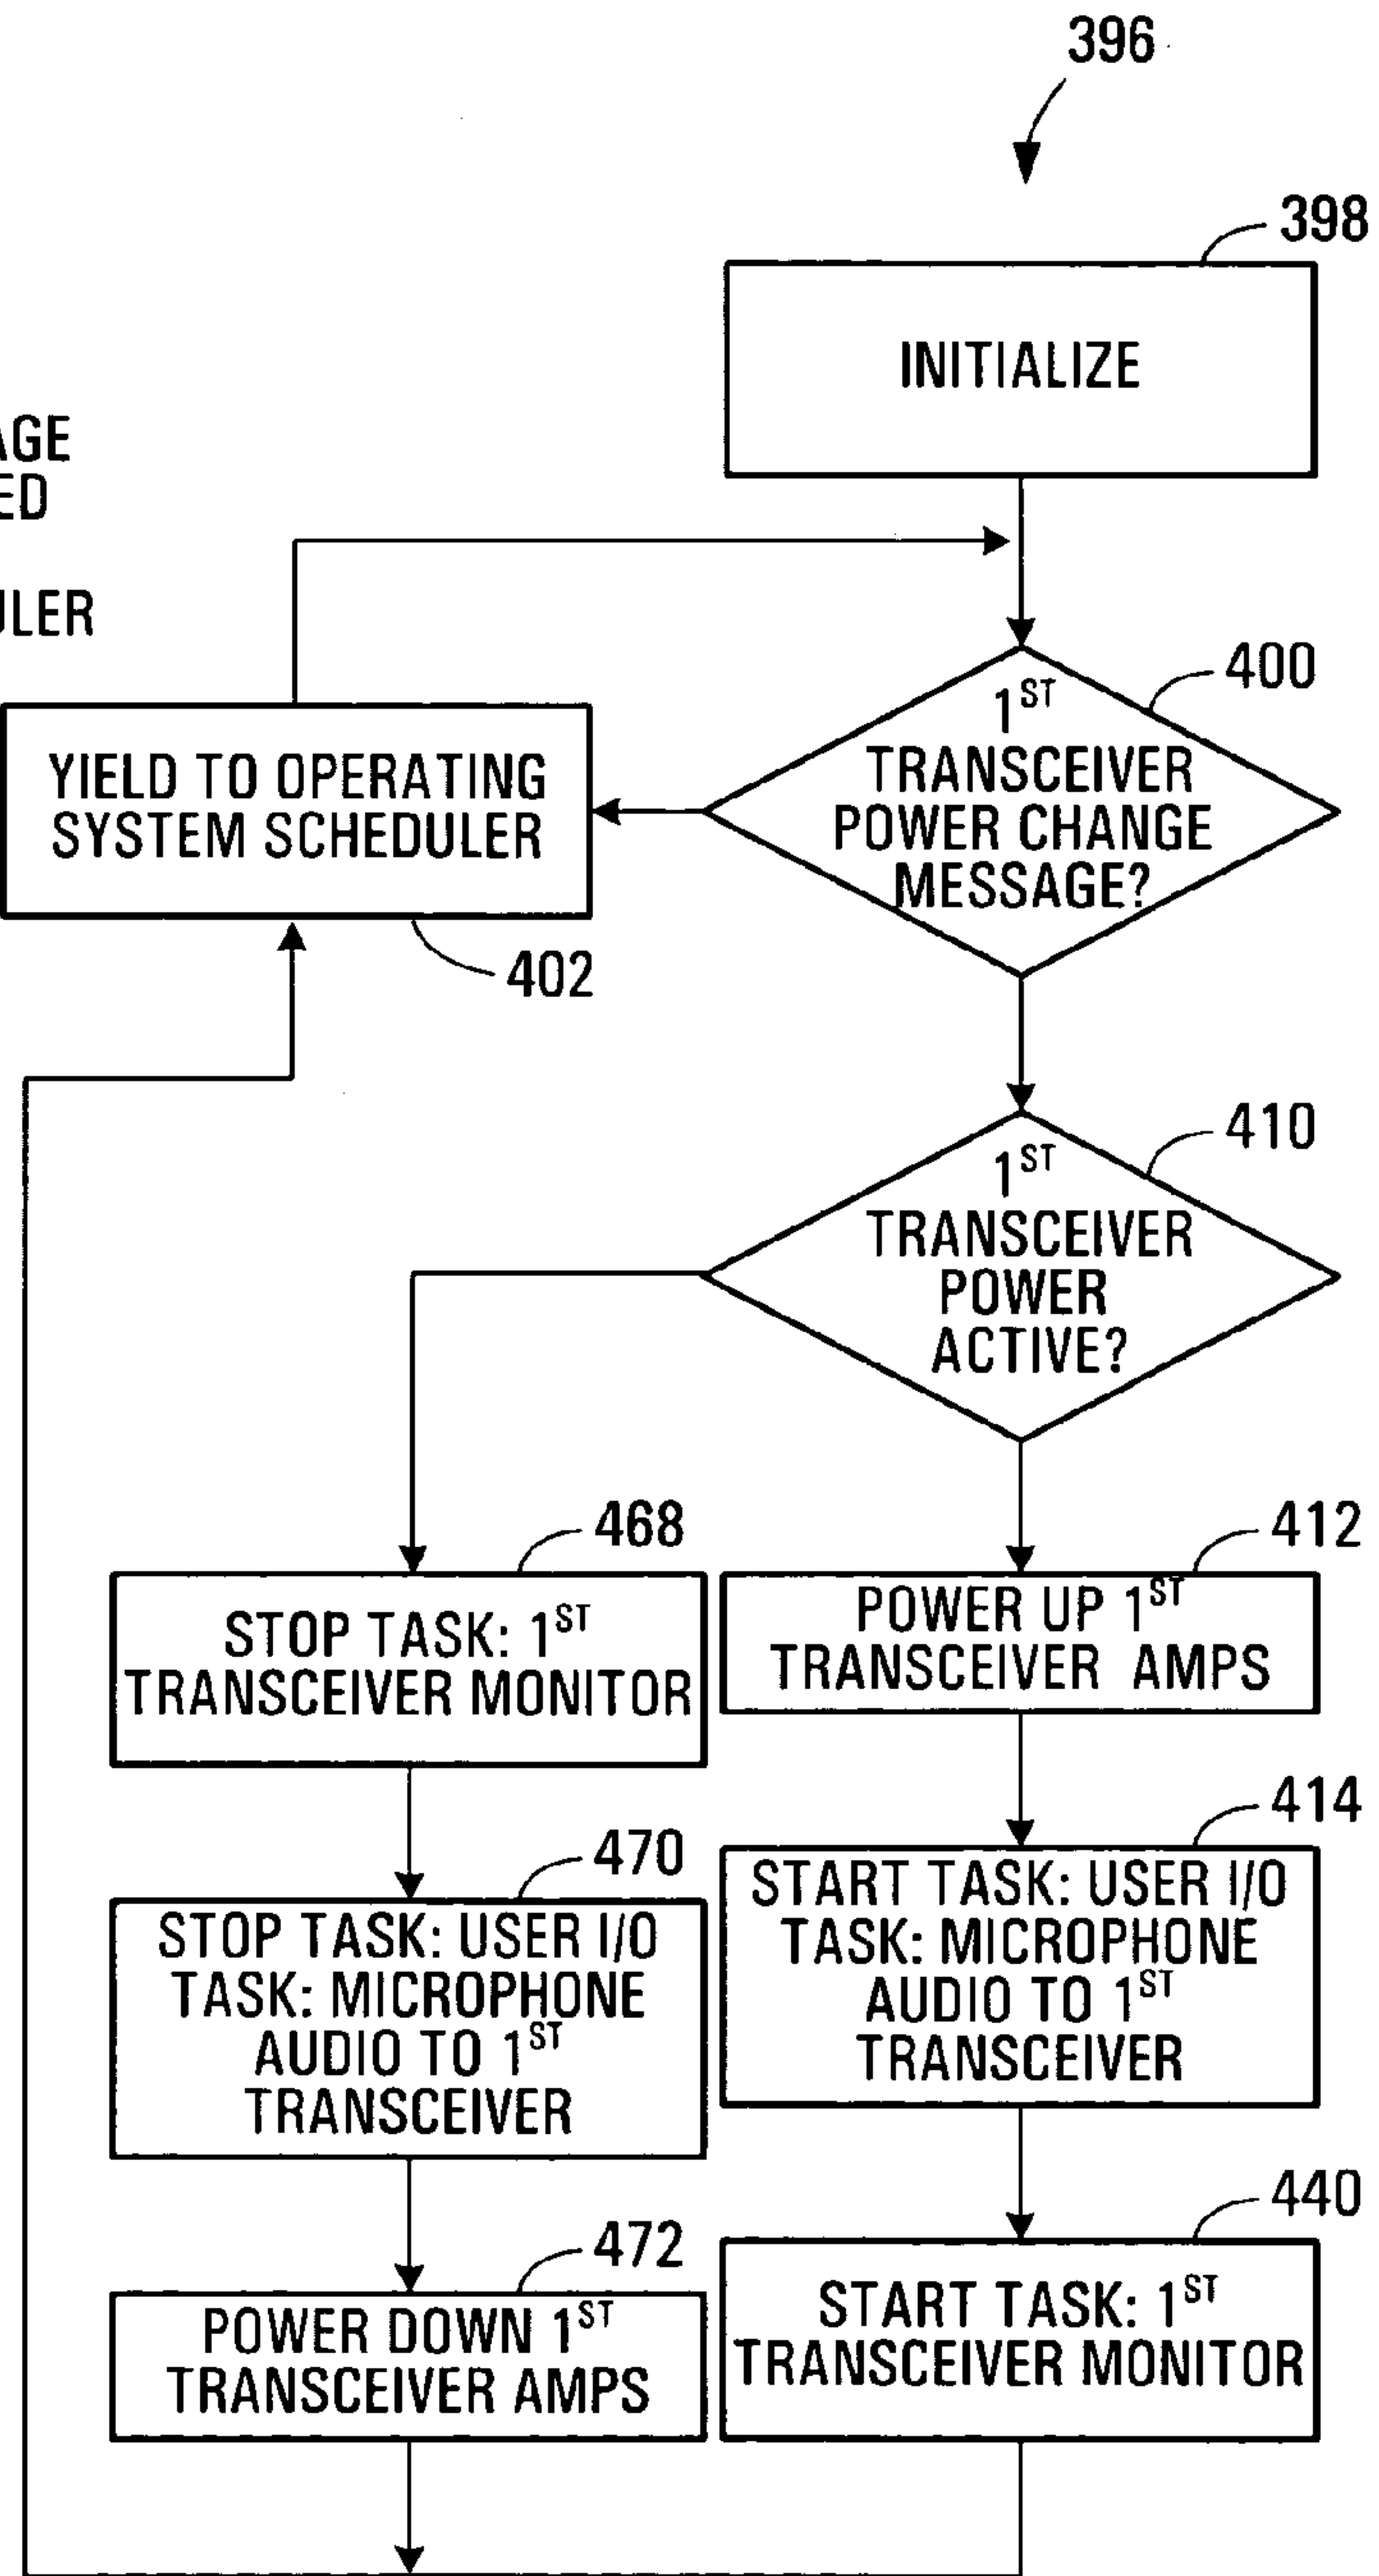 396
398
INITIALIZE
400
1ST
TRANSCEIVER
POWER CHANGE
MESSAGE?
YIELD TO OPERATING
SYSTEM SCHEDULER
402
410
1ST
TRANSCEIVER
POWER
ACTIVE?
468
STOP TASK: 1ST
TRANSCEIVER MONITOR
412
POWER UP 1ST
TRANSCEIVER AMPS
470
STOP TASK: USER I/O
TASK: MICROPHONE
AUDIO TO 1ST
TRANSCEIVER
414
START TASK: USER I/O
TASK: MICROPHONE
AUDIO TO 1ST
TRANSCEIVER
472
POWER DOWN 1ST
TRANSCEIVER AMPS
440
START TASK: 1ST
TRANSCEIVER MONITOR